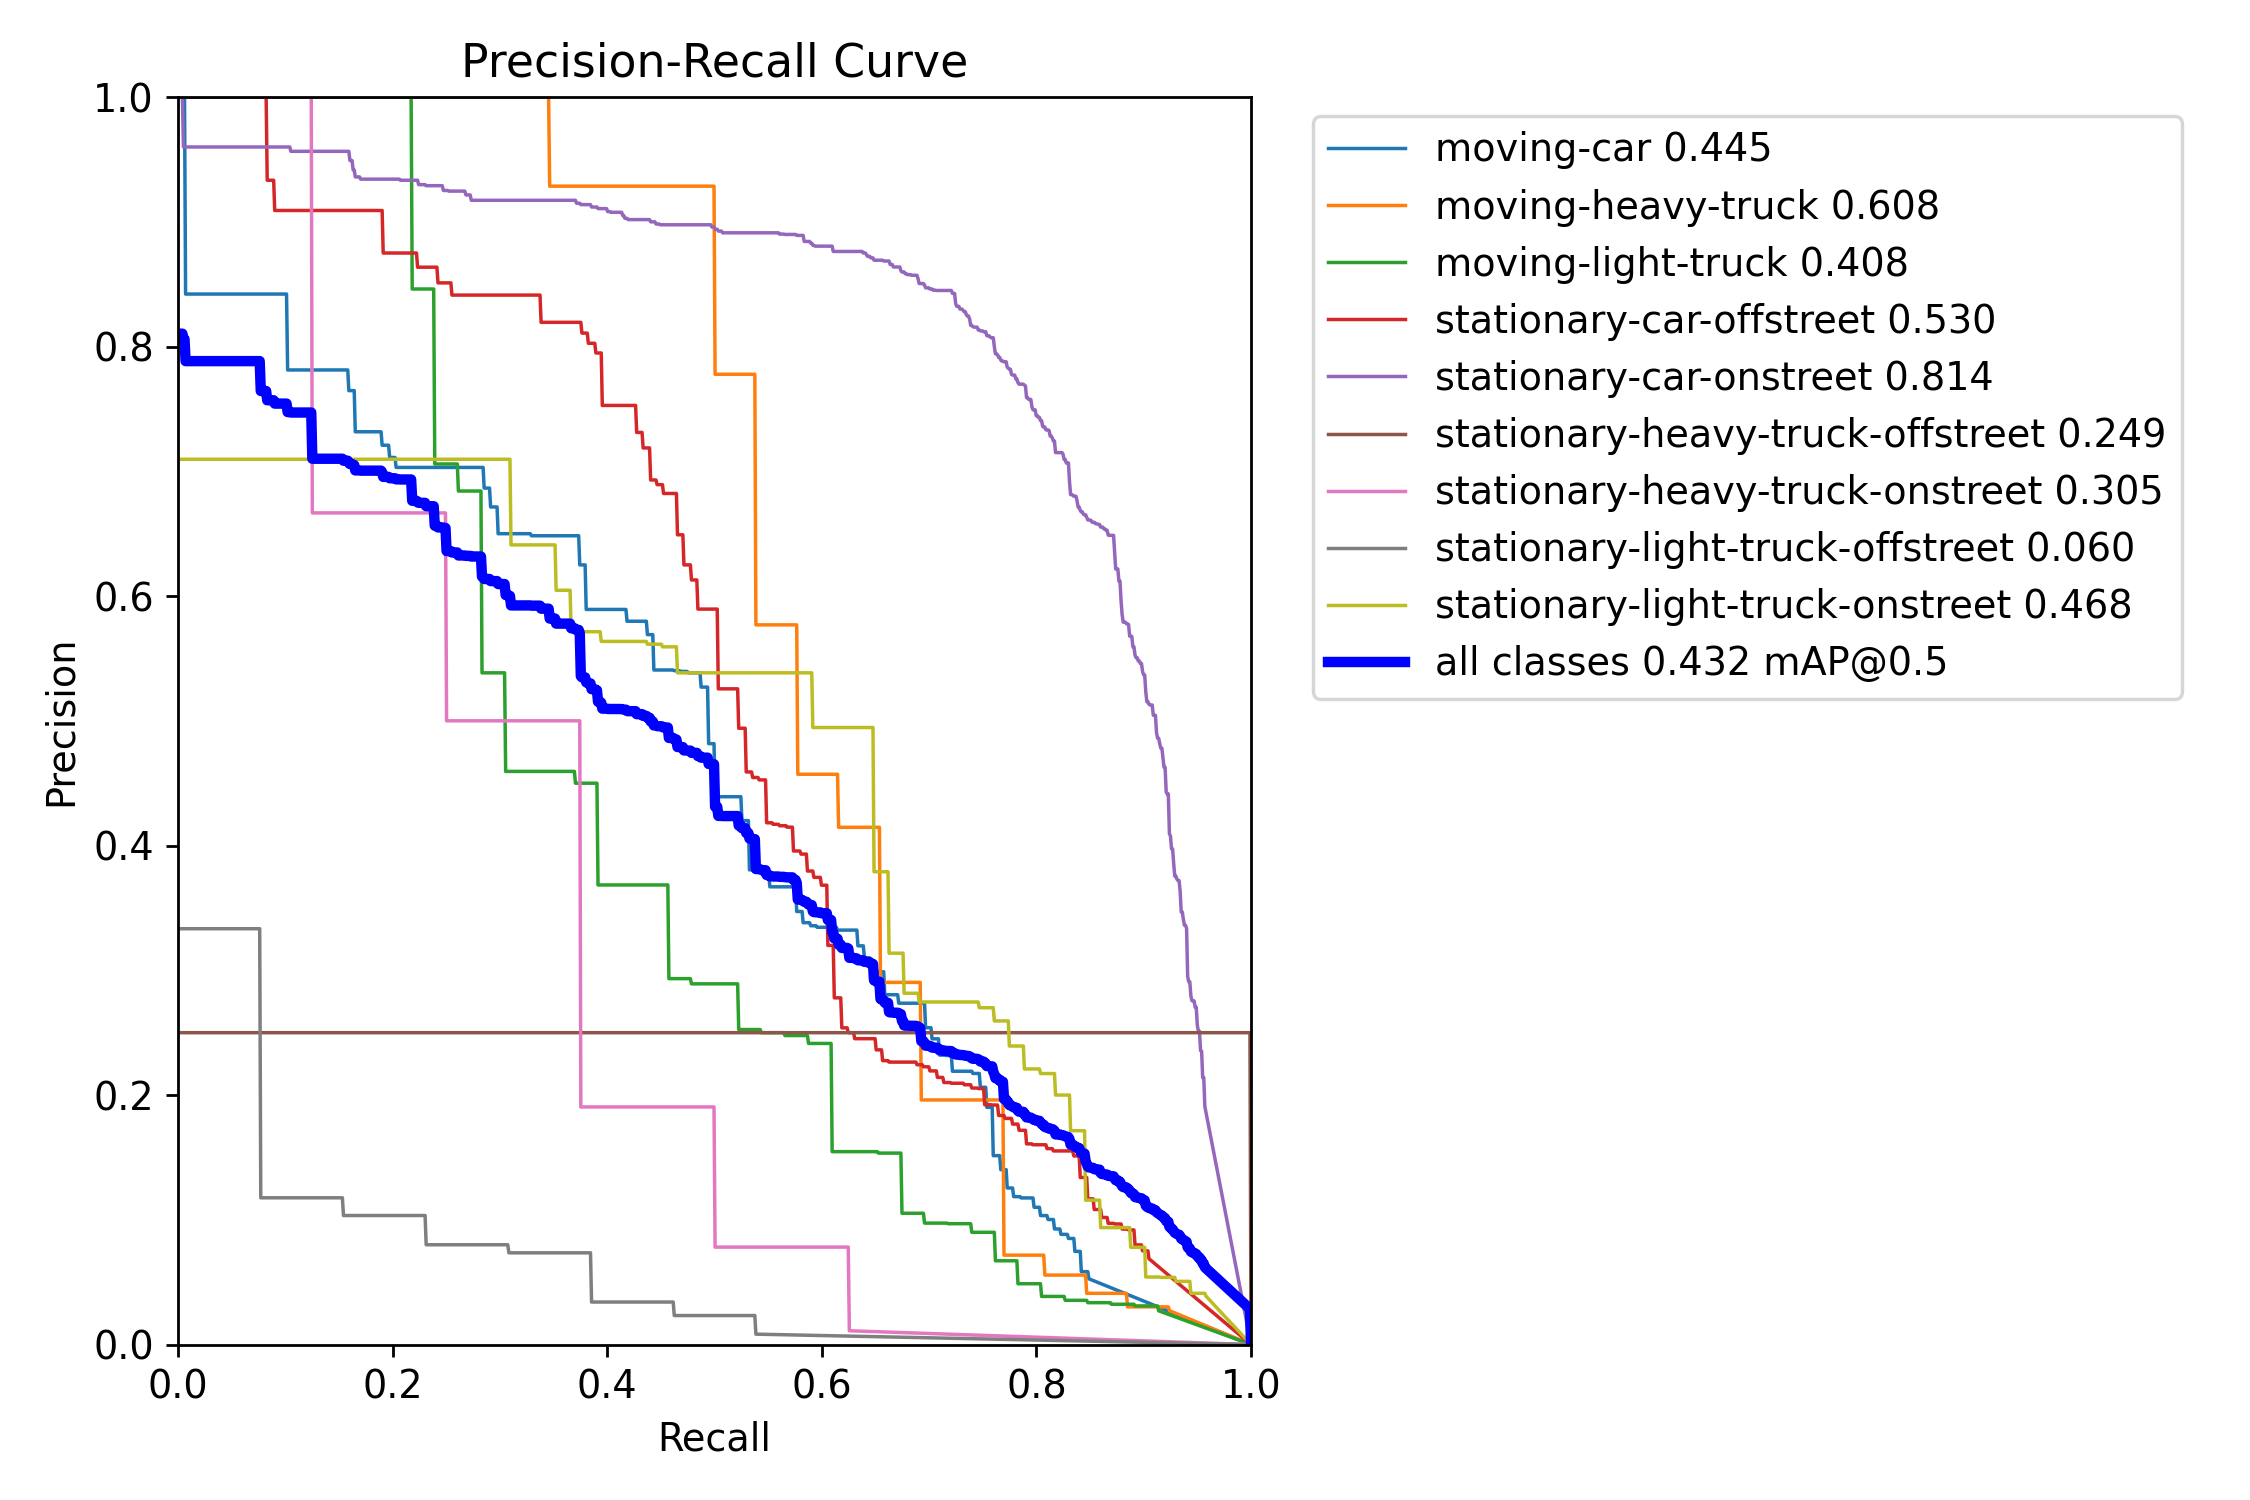 Precision-Recall Curve
1.0
0.8
0.6
0.4
0.2
0.0
Precision
0.0 0.2 0.4 0.6 0.8 1.0
Recall
moving-car 0.445
moving-heavy-truck 0.608
moving-light-truck 0.408
stationary-car-offstreet 0.530
stationary-car-onstreet 0.814
stationary-heavy-truck-offstreet 0.249
stationary-heavy-truck-onstreet 0.305
stationary-light-truck-offstreet 0.060
stationary-light-truck-onstreet 0.468
all classes 0.432 mAP@0.5